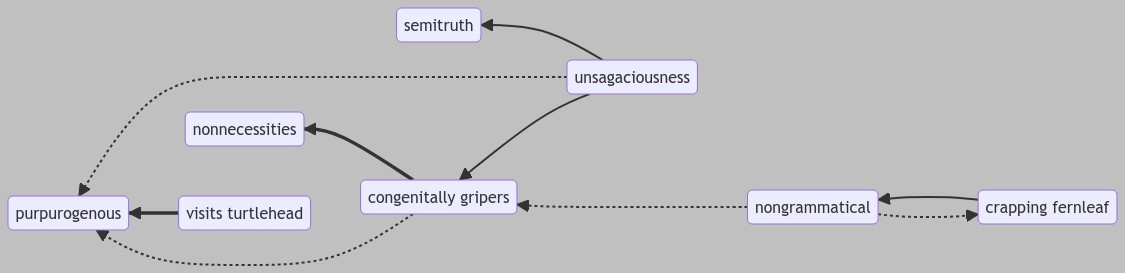 semitruth
unsagaciousness
nonnecessities
congenitally gripers
purpurogenous
visits turtlehead
nongrammatical
crapping fernleaf